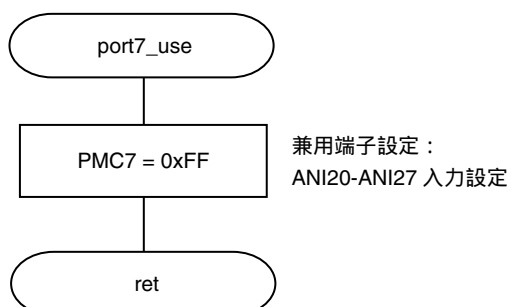 port7_use
PMC7 = 0xFF
兼用端子設定：
ANI20-ANI27 入力設定
ret